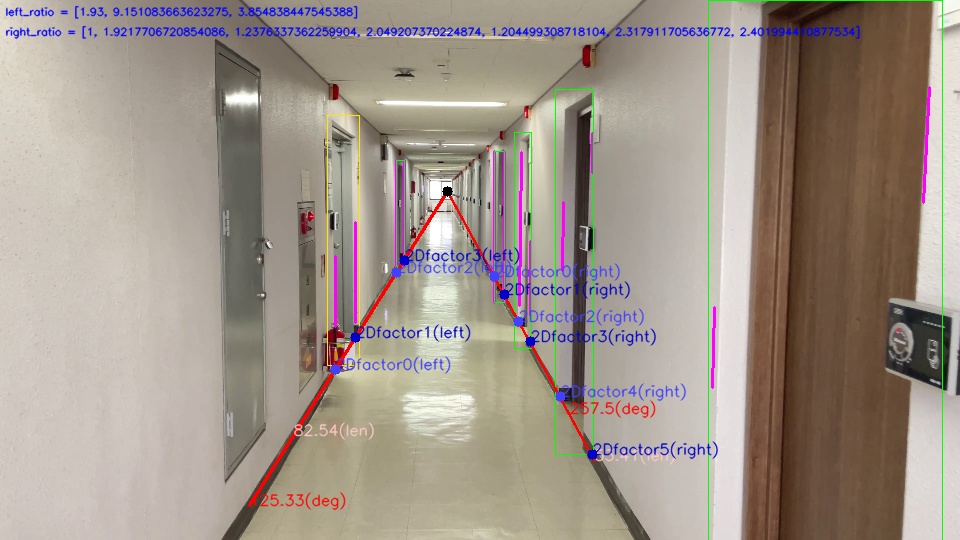 left_ratio = [1.93, 9.151083663623275, 3.854838447545388]
right_ratio = [1, 1.9217706720854086, 1.2376337362259904, 2.049207370224874, 1.204499308718104, 2.317911705636772, 2.401994410877534]
2Dfactor3(left)
2Dfactor2(left)
2Dfactor0(right)
2Dfactor1(right)
2Dfactor2(right)
2Dfactor1(left)
2Dfactor3(right)
2Dfactor0(left)
2Dfactor4(right)
257.5(deg)
82.54(len)
2Dfactor5(right)
25.33(deg)